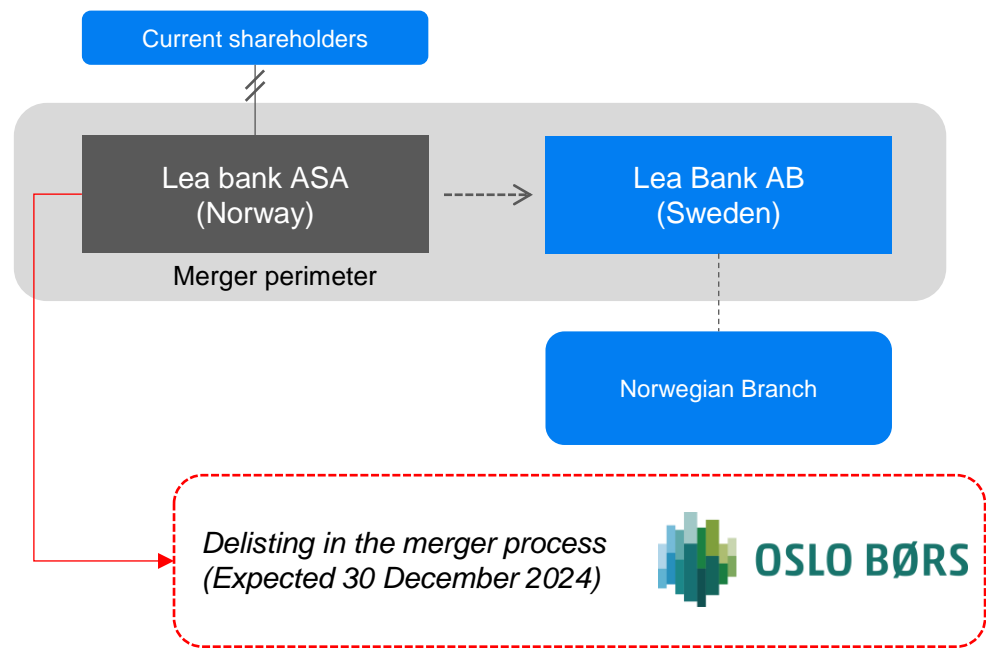 Current shareholders
Lea bank ASA
(Norway)
Lea Bank AB
(Sweden)
Merger perimeter
Norwegian Branch
Delisting in the merger process
(Expected 30 December 2024)
OSLO BØRS